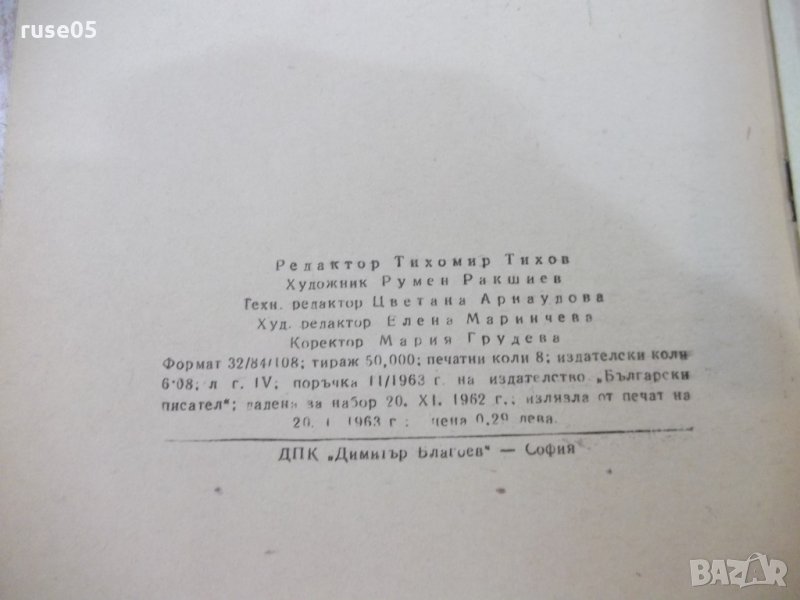 ruse05
Редактор Тихомир Тихов
Художник Румен Ракшиев
Техн. редактор Цветана Арнаудова
Худ. редактор Елена Маринчева
Коректор Мария Грудева
Формат 32/84/108; тираж 50,000; печатни коли 8; издателски коли
6·08; л г. IV; поръчка 11/1963 г. на издателство „Български
писател“; дадена за набор 20. XI. 1962 г.; излязла от печат на
20. I. 1963 г.; цена 0,29 лева.
ДПК „Димитър Благоев“ — София
BAZAR